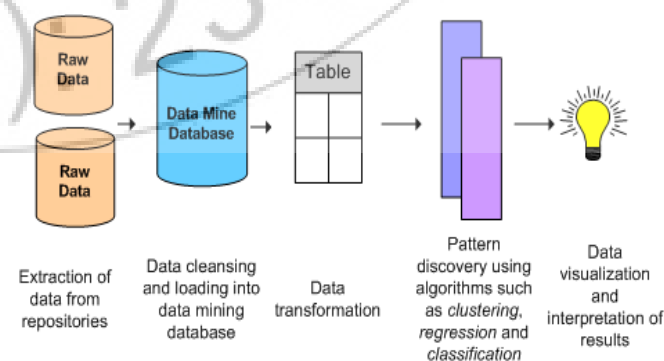 Raw
Data
Raw
Data
Data Mine
Database
Table
Extraction of
data from
repositories
Data cleansing
and loading into
data mining
database
Data
transformation
Pattern
discovery using
algorithms such
as clustering,
regression and
classification
Data
visualization
and
interpretation of
results